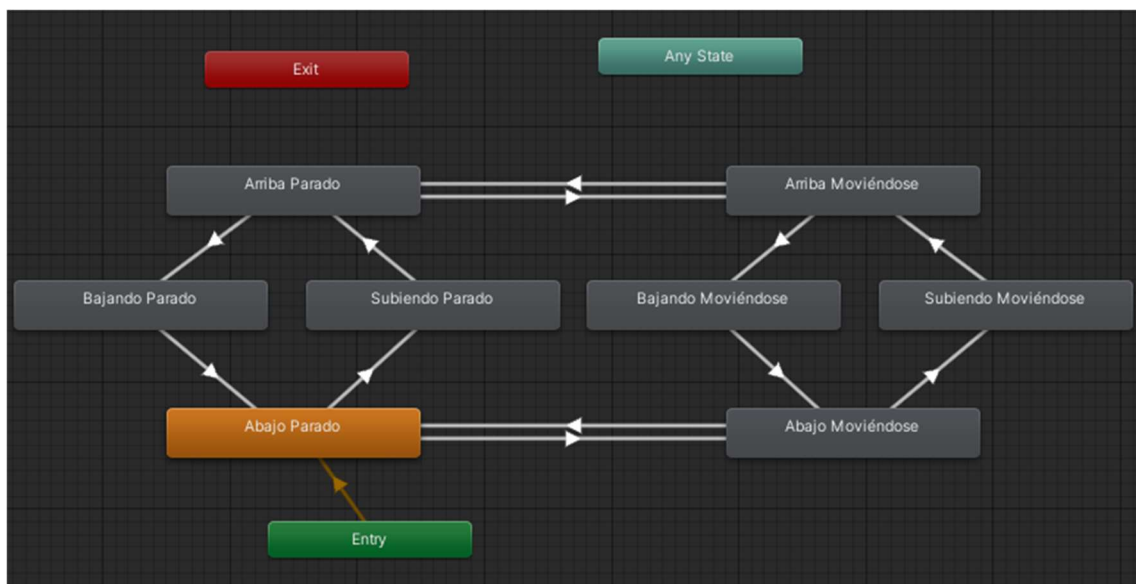 Exit
Any State
Arriba Parado
Arriba Moviéndose
Bajando Parado
Subiendo Parado
Bajando Moviéndose
Subiendo Moviéndose
Abajo Parado
Abajo Moviéndose
Entry